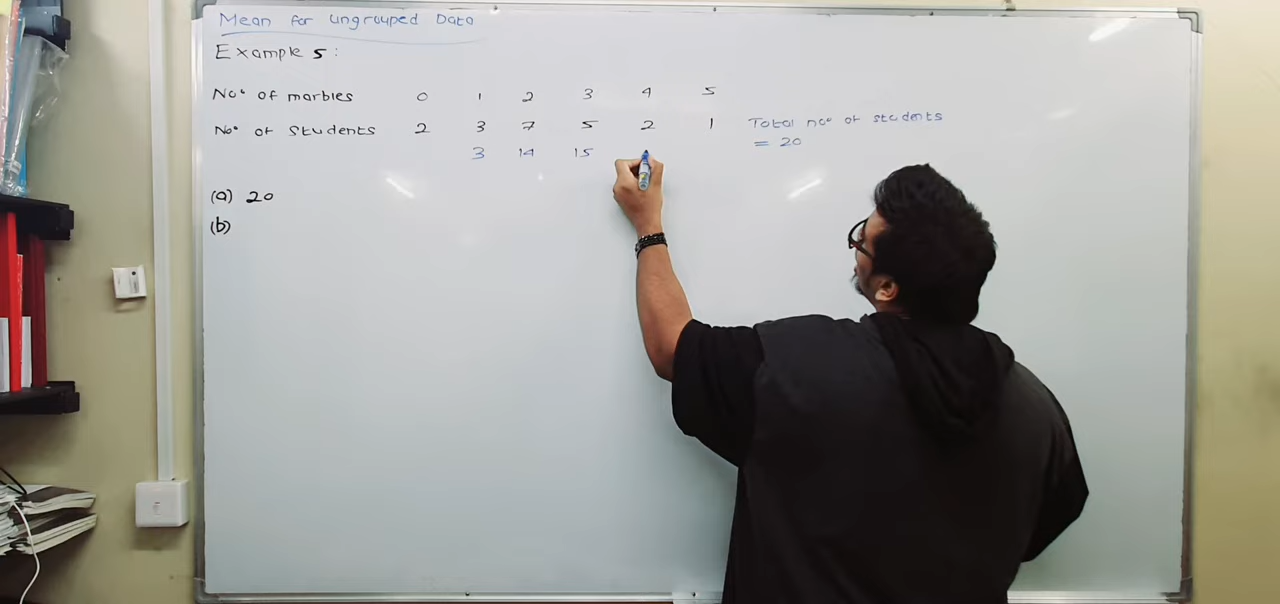 Mean for Ungrouped Data
Example 5:
No. of marbles 0 1 2 3 4 5
No. of Students 2 3 7 5 2 1 Total no. of students
3 14 15 = 20
(a) 20
(b)